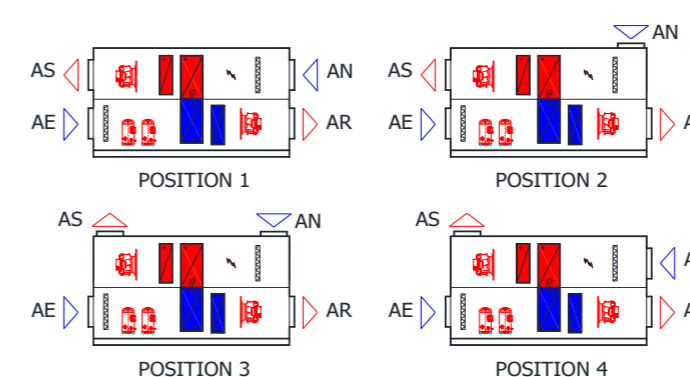 AS AN AS AN
AE AR AE A
POSITION 1 POSITION 2
AS AN AS A
AE AR AE A
POSITION 3 POSITION 4